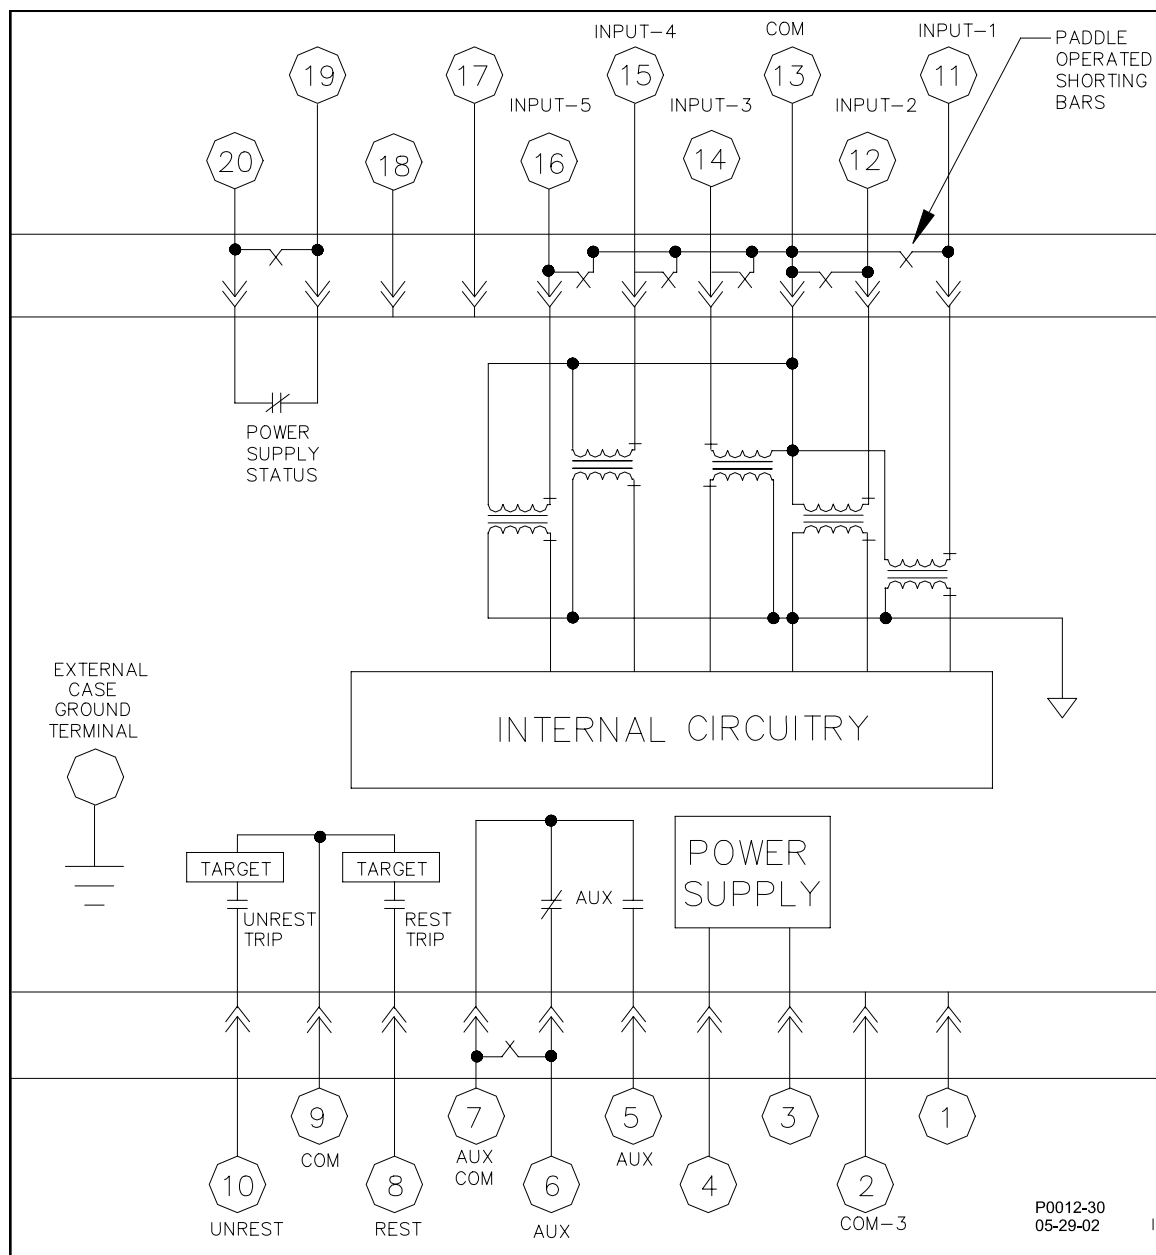 INPUT-4
COM
INPUT-1
PADDLE
OPERATED
SHORTING
BARS
19
17
15
13
11
INPUT-5
INPUT-3
INPUT-2
20
18
16
14
12
POWER
SUPPLY
STATUS
EXTERNAL
CASE
GROUND
TERMINAL
INTERNAL CIRCUITRY
TARGET
TARGET
UNREST
TRIP
REST
TRIP
AUX
POWER
SUPPLY
9
7
5
3
1
COM
AUX
COM
AUX
10
8
6
4
2
UNREST
REST
AUX
COM-3
P0012-30
05-29-02